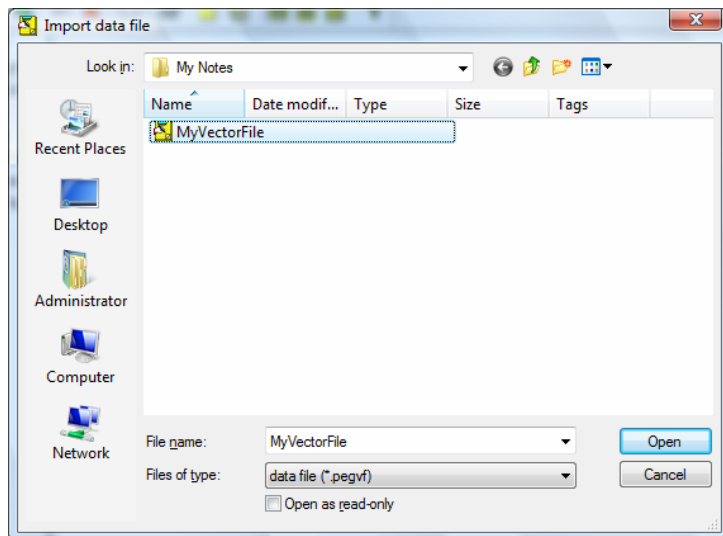 Import data file
Look in: My Notes
Name Date modif... Type Size Tags
MyVectorFile
Recent Places
Desktop
Administrator
Computer
Network
File name: MyVectorFile Open
Files of type: data file (*.pegvf) Cancel
Open as read-only